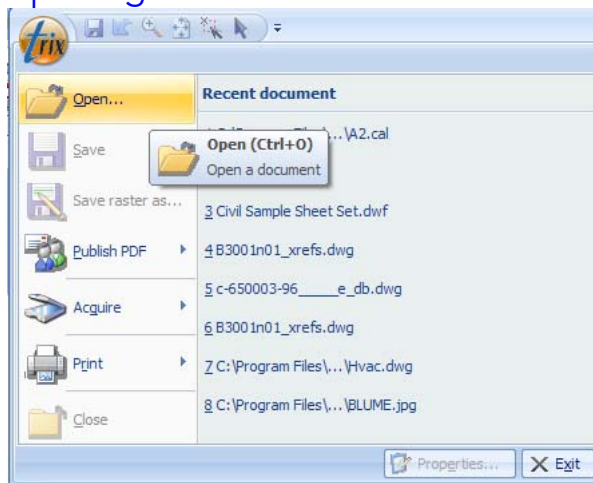 trix
Open...
Save
Save raster as...
Publish PDF
Acquire
Print
Close
Recent document
\...\A2.cal
Open (Ctrl+O)
Open a document
3 Civil Sample Sheet Set.dwf
4 B3001n01_xrefs.dwg
5 c-650003-96_____e_db.dwg
6 B3001n01_xrefs.dwg
7 C:\Program Files\...\Hvac.dwg
8 C:\Program Files\...\BLUME.jpg
Properties...
Exit